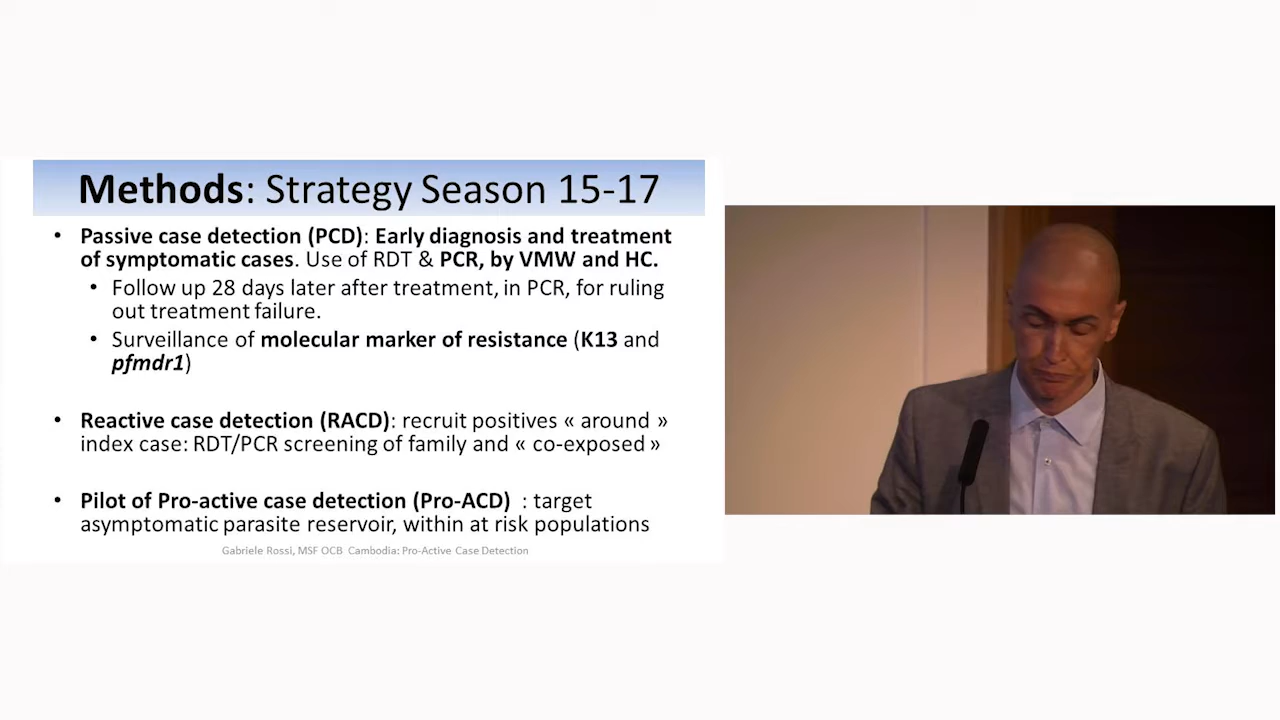 Methods: Strategy Season 15-17
• Passive case detection (PCD): Early diagnosis and treatment
of symptomatic cases. Use of RDT & PCR, by VMW and HC.
• Follow up 28 days later after treatment, in PCR, for ruling
out treatment failure.
• Surveillance of molecular marker of resistance (K13 and
pfmdr1)
• Reactive case detection (RACD): recruit positives « around »
index case: RDT/PCR screening of family and « co-exposed »
• Pilot of Pro-active case detection (Pro-ACD) : target
asymptomatic parasite reservoir, within at risk populations
Gabriele Rossi, MSF OCB Cambodia: Pro-Active Case Detection